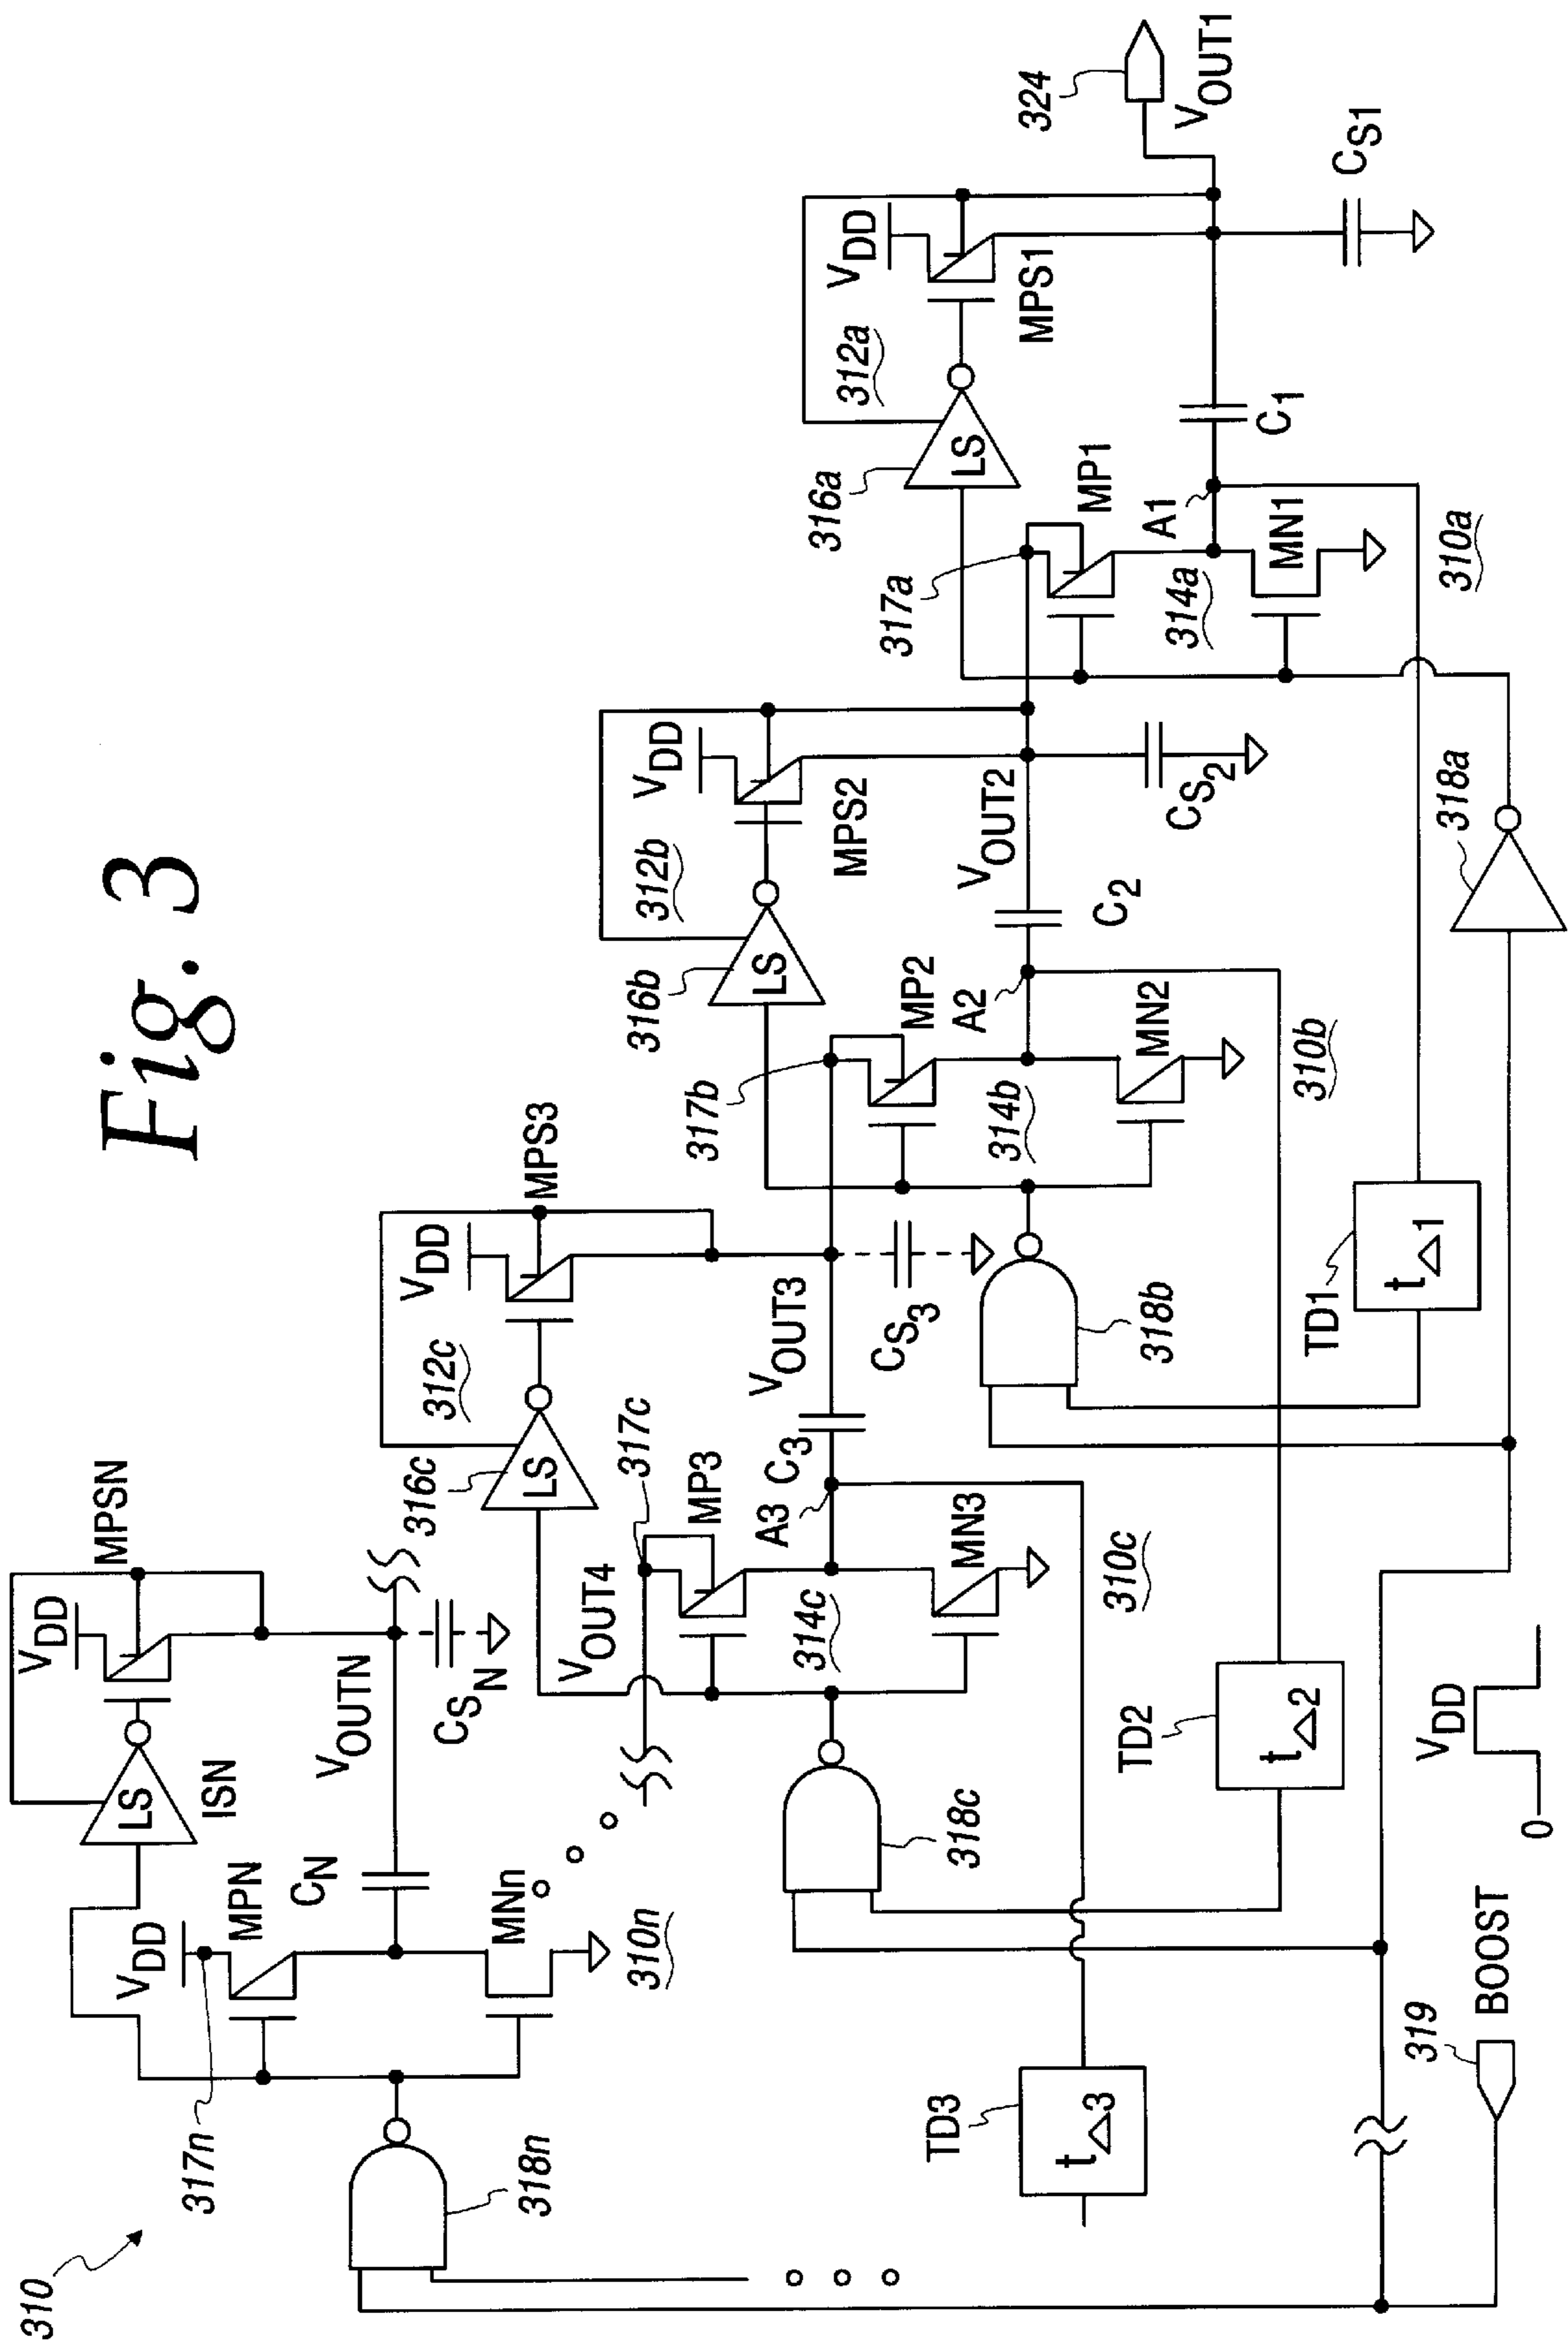 Fig. 3
310
317n
318n
VDD
MPN
CN
MNn
310n
LS
ISN
VDD
MPSN
VOUTN
CSN
VOUT4
317c
MP3
A3
C3
314c
MN3
310c
318c
TD3
t△3
316c
LS
312c
VDD
MPS3
VOUT3
CS3
317b
MP2
A2
C2
314b
MN2
310b
318b
TD2
t△2
316b
LS
312b
VDD
MPS2
VOUT2
CS2
317a
MP1
A1
C1
314a
MN1
310a
318a
TD1
t△1
316a
LS
312a
VDD
MPS1
CS1
324
VOUT1
319
BOOST
0
VDD